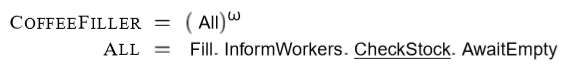 COFFEEFILLER = ( All)^ω
ALL = Fill. InformWorkers. CheckStock. AwaitEmpty